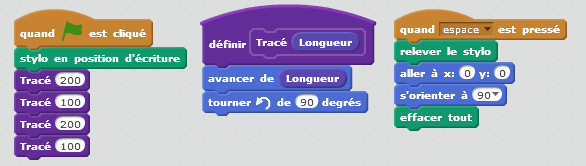 quand est cliqué
stylo en position d'écriture
Tracé 200
Tracé 100
Tracé 200
Tracé 100
définir Tracé Longueur
avancer de Longueur
tourner de 90 degrés
quand espace est pressé
relever le stylo
aller à x: 0 y: 0
s'orienter à 90
effacer tout